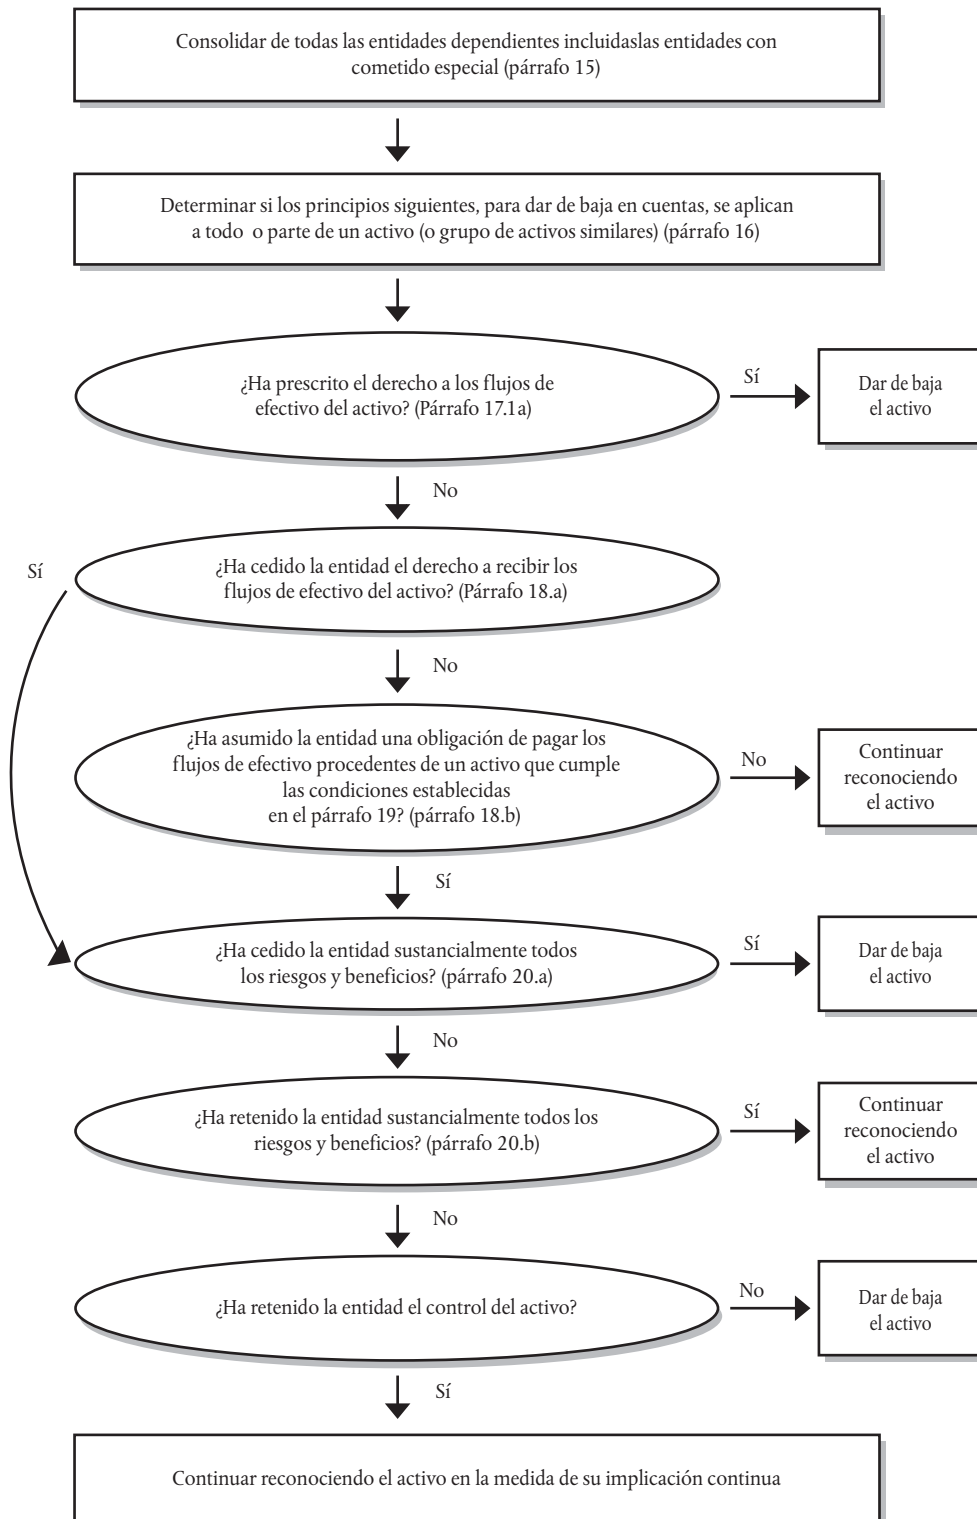 Consolidar de todas las entidades dependientes incluidaslas entidades con
cometido especial (párrafo 15)
Determinar si los principios siguientes, para dar de baja en cuentas, se aplican
a todo o parte de un activo (o grupo de activos similares) (párrafo 16)
¿Ha prescrito el derecho a los flujos de
efectivo del activo? (Párrafo 17.1a)
Sí
Dar de baja
el activo
No
Sí
¿Ha cedido la entidad el derecho a recibir los
flujos de efectivo del activo? (Párrafo 18.a)
No
¿Ha asumido la entidad una obligación de pagar los
flujos de efectivo procedentes de un activo que cumple
las condiciones establecidas
en el párrafo 19? (párrafo 18.b)
No
Continuar
reconociendo
el activo
Sí
¿Ha cedido la entidad sustancialmente todos
los riesgos y beneficios? (párrafo 20.a)
Sí
Dar de baja
el activo
No
¿Ha retenido la entidad sustancialmente todos los
riesgos y beneficios? (párrafo 20.b)
Sí
Continuar
reconociendo
el activo
No
¿Ha retenido la entidad el control del activo?
No
Dar de baja
el activo
Sí
Continuar reconociendo el activo en la medida de su implicación continua